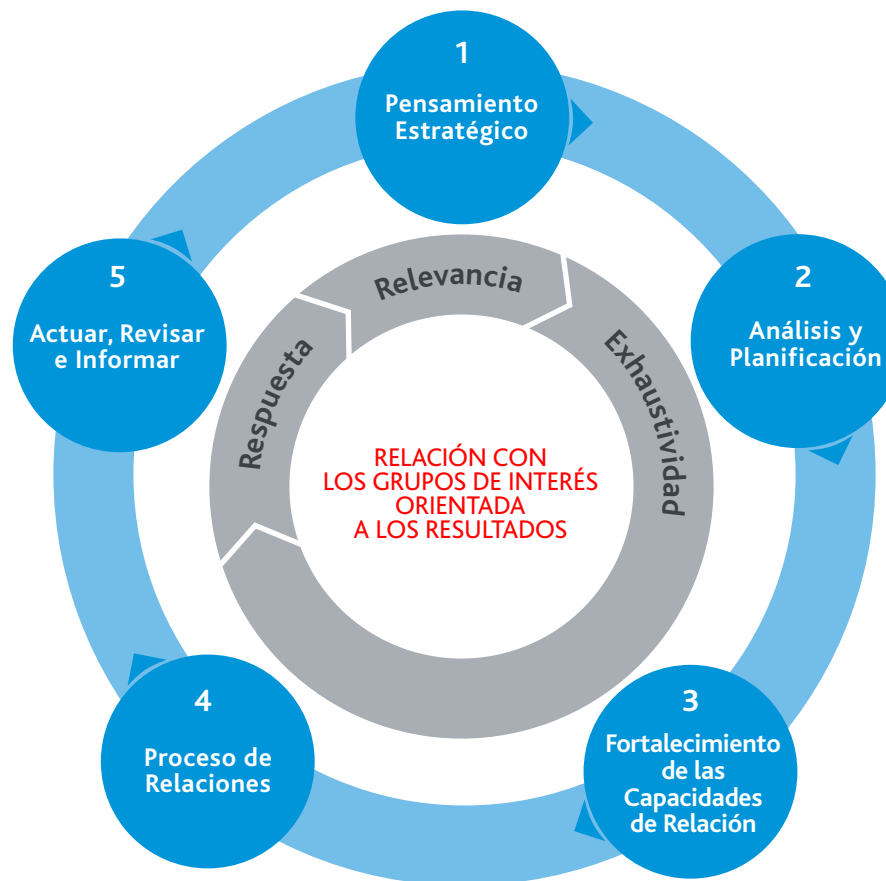 1
Pensamiento
Estratégico
2
Análisis y
Planificación
3
Fortalecimiento
de las
Capacidades
de Relación
4
Proceso de
Relaciones
5
Actuar, Revisar
e Informar
Relevancia
Exhaustividad
Respuesta
RELACIÓN CON
LOS GRUPOS DE INTERÉS
ORIENTADA
A LOS RESULTADOS